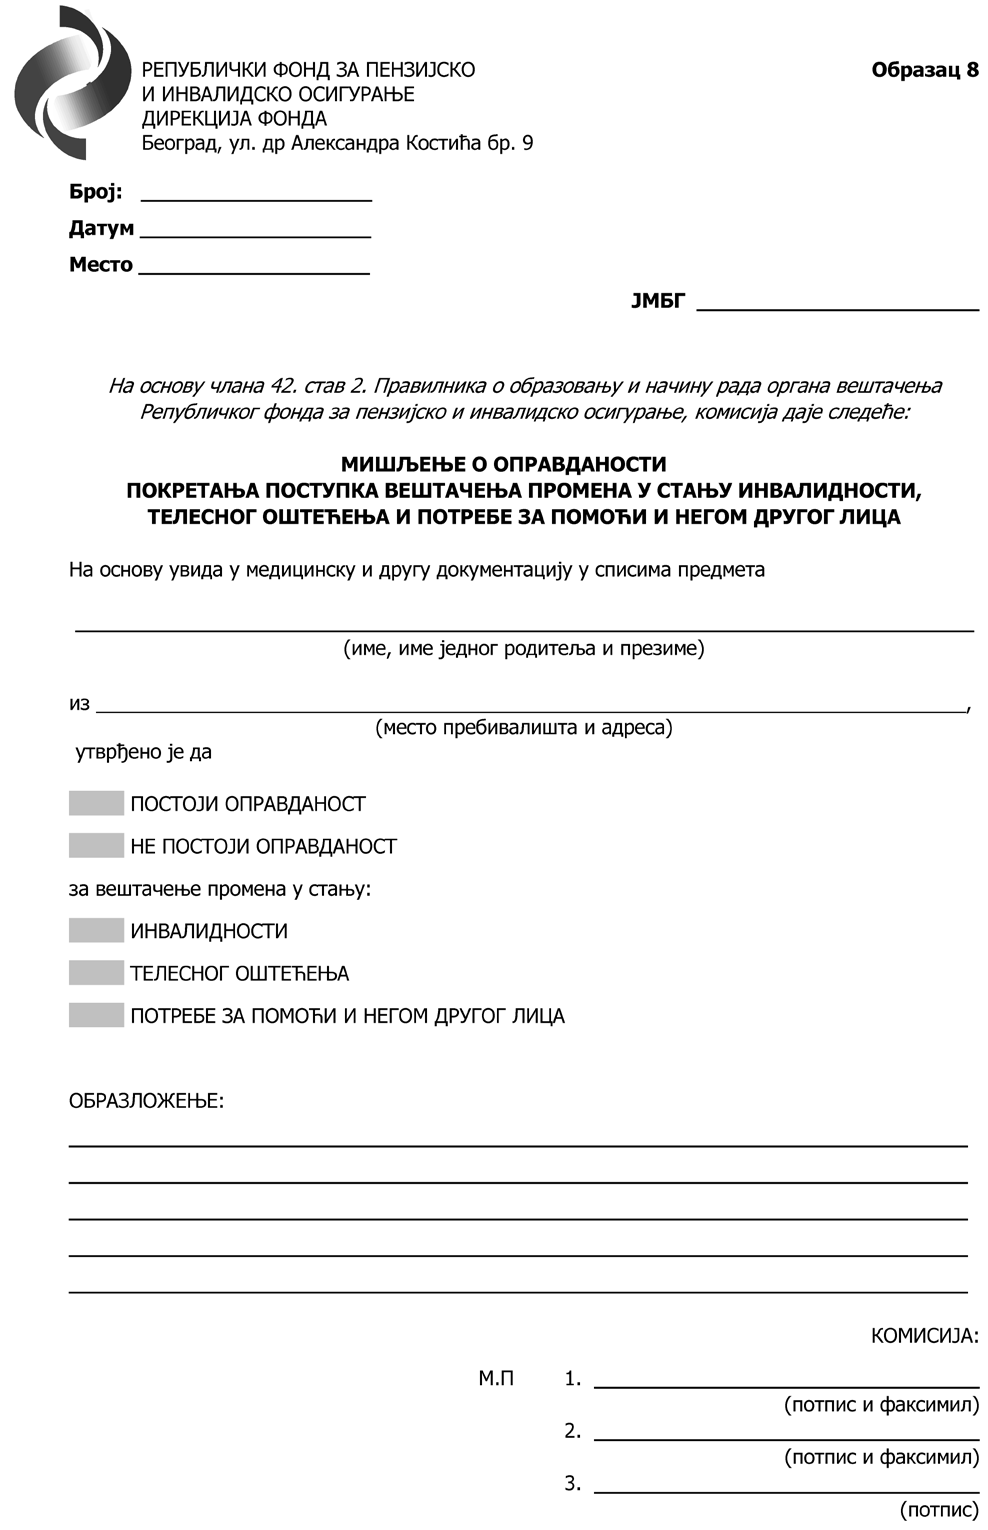 РЕПУБЛИЧКИ ФОНД ЗА ПЕНЗИЈСКО
И ИНВАЛИДСКО ОСИГУРАЊЕ
ДИРЕКЦИЈА ФОНДА
Београд, ул. др Александра Костића бр. 9
Образац 8
Број:
Датум
Место
ЈМБГ
На основу члана 42. став 2. Правилника о образовању и начину рада органа вештачења
Републичког фонда за пензијско и инвалидско осигурање, комисија даје следеће:
МИШЉЕЊЕ О ОПРАВДАНОСТИ
ПОКРЕТАЊА ПОСТУПКА ВЕШТАЧЕЊА ПРОМЕНА У СТАЊУ ИНВАЛИДНОСТИ,
ТЕЛЕСНОГ ОШТЕЋЕЊА И ПОТРЕБЕ ЗА ПОМОЋИ И НЕГОМ ДРУГОГ ЛИЦА
На основу увида у медицинску и другу документацију у списима предмета
(име, име једног родитеља и презиме)
из ,
(место пребивалишта и адреса)
утврђено је да
ПОСТОЈИ ОПРАВДАНОСТ
НЕ ПОСТОЈИ ОПРАВДАНОСТ
за вештачење промена у стању:
ИНВАЛИДНОСТИ
ТЕЛЕСНОГ ОШТЕЋЕЊА
ПОТРЕБЕ ЗА ПОМОЋИ И НЕГОМ ДРУГОГ ЛИЦА
ОБРАЗЛОЖЕЊЕ:
КОМИСИЈА:
М.П 1.
(потпис и факсимил)
2.
(потпис и факсимил)
3.
(потпис)